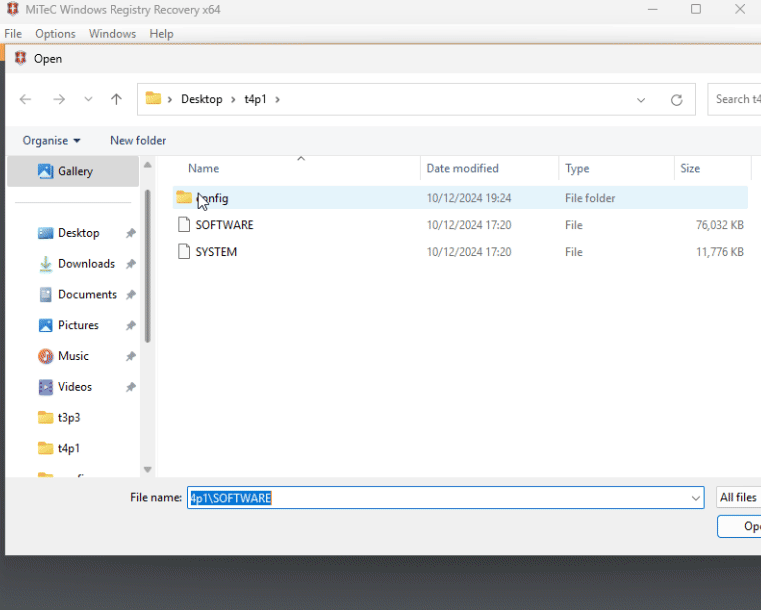 MiTeC Windows Registry Recovery x64
File Options Windows Help
Open
Desktop t4p1
Search t4
Organise New folder
Gallery
Name Date modified Type Size
config 10/12/2024 19:24 File folder
SOFTWARE 10/12/2024 17:20 File 76,032 KB
SYSTEM 10/12/2024 17:20 File 11,776 KB
Desktop
Downloads
Documents
Pictures
Music
Videos
t3p3
t4p1
File name: 4p1\SOFTWARE All files
Ope